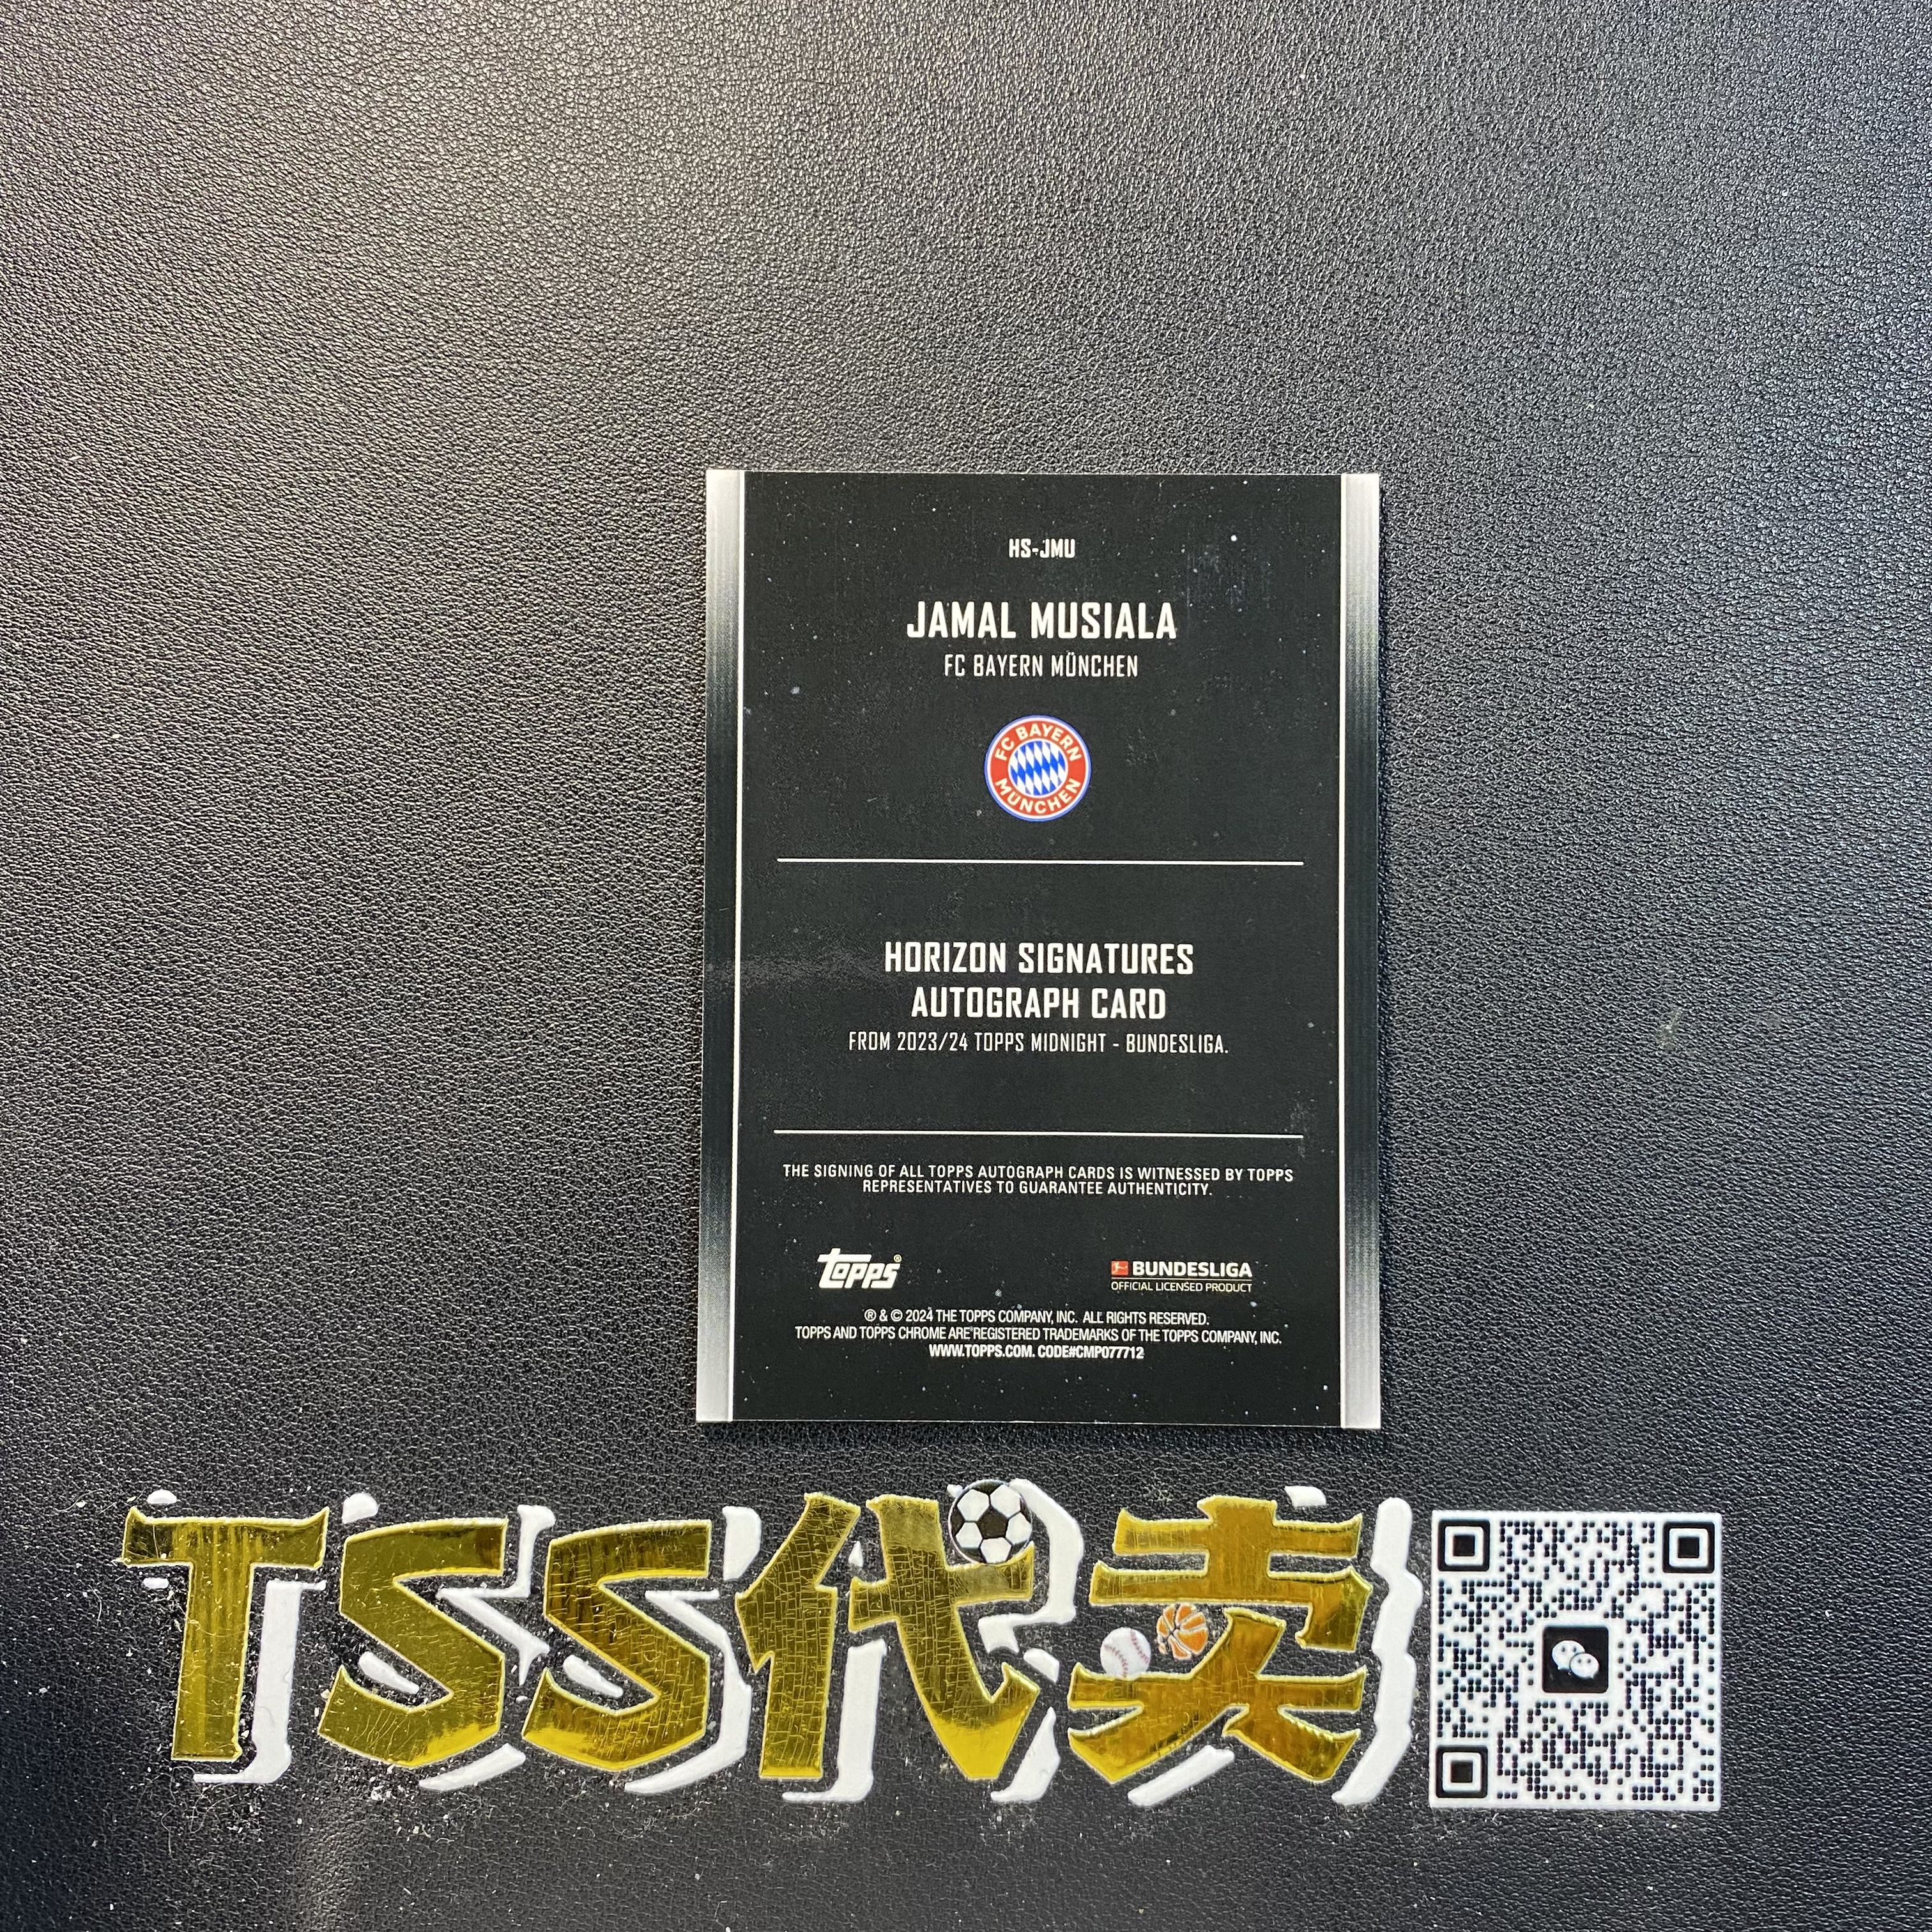 HS-JMU
JAMAL MUSIALA
FC BAYERN MÜNCHEN
FC BAYERN
MÜNCHEN
HORIZON SIGNATURES
AUTOGRAPH CARD
FROM 2023/24 TOPPS MIDNIGHT - BUNDESLIGA.
THE SIGNING OF ALL TOPPS AUTOGRAPH CARDS IS WITNESSED BY TOPPS
REPRESENTATIVES TO GUARANTEE AUTHENTICITY.
topps®
BUNDESLIGA
OFFICIAL LICENSED PRODUCT
® & © 2024 THE TOPPS COMPANY, INC. ALL RIGHTS RESERVED.
TOPPS AND TOPPS CHROME ARE REGISTERED TRADEMARKS OF THE TOPPS COMPANY, INC.
WWW.TOPPS.COM. CODE#CMP077712
TSS代卖